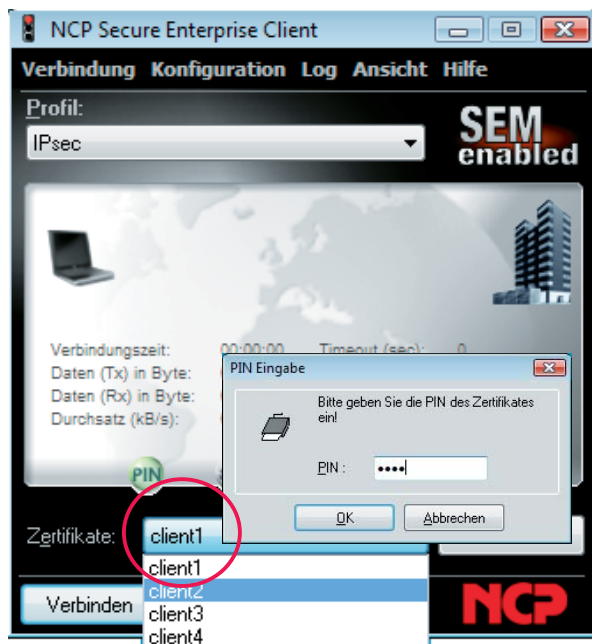 NCP Secure Enterprise Client
Verbindung Konfiguration Log Ansicht Hilfe
Profil:
IPsec
SEM
enabled
Verbindungszeit: 00:00:00 Timeout (sec): 0
Daten (Tx) in Byte:
Daten (Rx) in Byte:
Durchsatz (kB/s):
PIN Eingabe
Bitte geben Sie die PIN des Zertifikates
ein!
PIN : ••••
OK Abbrechen
PIN
Zertifikate: client1
client1
client2
client3
client4
Verbinden
NCP